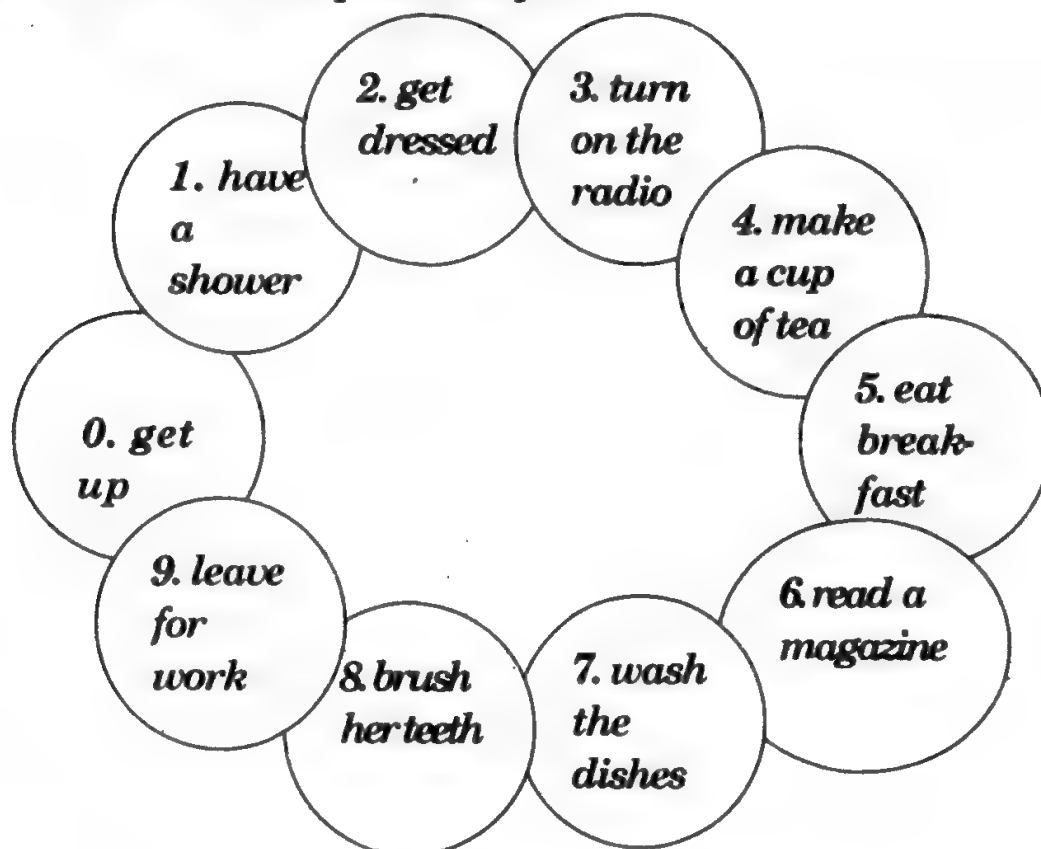 0. get
up
1. have
a
shower
2. get
dressed
3. turn
on the
radio
4. make
a cup
of tea
5. eat
break-
fast
6. read a
magazine
7. wash
the
dishes
8. brush
her teeth
9. leave
for
work